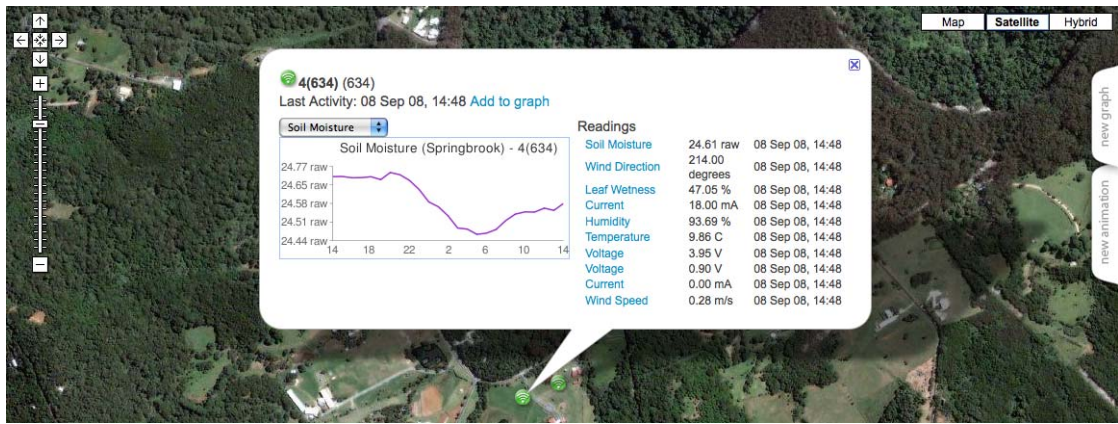 Map Satellite Hybrid
4(634) (634)
Last Activity: 08 Sep 08, 14:48 Add to graph
Soil Moisture
Soil Moisture (Springbrook) - 4(634)
24.77 raw
24.65 raw
24.58 raw
24.51 raw
24.44 raw
14 18 22 2 6 10 14
Readings
Soil Moisture 24.61 raw 08 Sep 08, 14:48
Wind Direction 214.00 degrees 08 Sep 08, 14:48
Leaf Wetness 47.05 % 08 Sep 08, 14:48
Current 18.00 mA 08 Sep 08, 14:48
Humidity 93.69 % 08 Sep 08, 14:48
Temperature 9.86 C 08 Sep 08, 14:48
Voltage 3.95 V 08 Sep 08, 14:48
Voltage 0.90 V 08 Sep 08, 14:48
Current 0.00 mA 08 Sep 08, 14:48
Wind Speed 0.28 m/s 08 Sep 08, 14:48
new graph
new animation